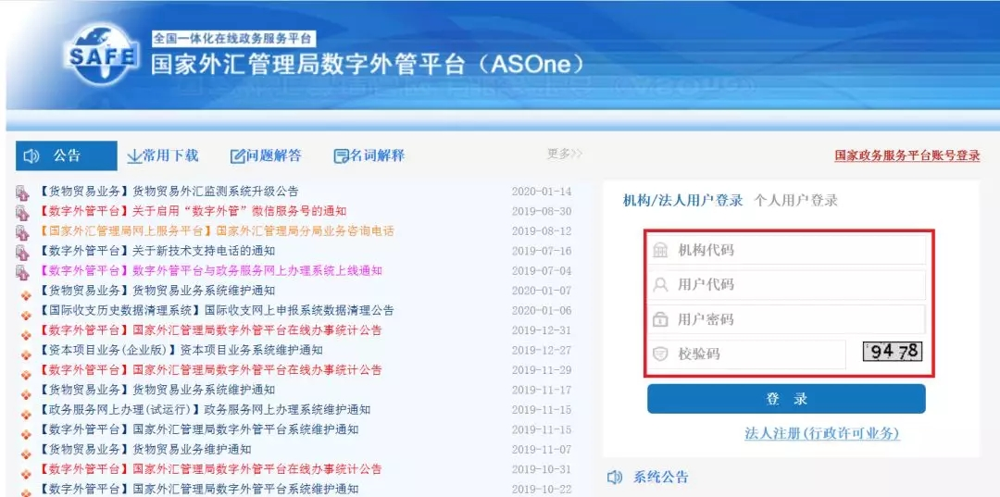 SAFE
全国一体化在线政务服务平台
国家外汇管理局数字外管平台（ASOne）
公告 常用下载 问题解答 名词解释 更多>>
国家政务服务平台账号登录
【货物贸易业务】货物贸易外汇监测系统升级公告 2020-01-14
【数字外管平台】关于启用“数字外管”微信服务号的通知 2019-08-30
【国家外汇管理局网上服务平台】国家外汇管理局分局业务咨询电话 2019-08-12
【数字外管平台】关于新技术支持电话的通知 2019-07-16
【数字外管平台】数字外管平台与政务服务网上办理系统上线通知 2019-07-04
【货物贸易业务】货物贸易业务系统维护通知 2020-01-07
【国际收支历史数据清理系统】国际收支网上申报系统数据清理公告 2020-01-06
【数字外管平台】国家外汇管理局数字外管平台在线办事统计公告 2019-12-31
【资本项目业务(企业版)】资本项目业务系统维护通知 2019-12-27
【数字外管平台】国家外汇管理局数字外管平台在线办事统计公告 2019-11-29
【货物贸易业务】货物贸易业务系统维护通知 2019-11-17
【政务服务网上办理(试运行)】政务服务网上办理系统维护通知 2019-11-15
【数字外管平台】国家外汇管理局数字外管平台系统维护通知 2019-11-15
【货物贸易业务】货物贸易业务维护通知 2019-11-07
【数字外管平台】国家外汇管理局数字外管平台在线办事统计公告 2019-10-31
【数字外管平台】国家外汇管理局数字外管平台系统维护通知 2019-10-22
机构/法人用户登录 个人用户登录
机构代码
用户代码
用户密码
校验码 9478
登 录
法人注册(行政许可业务)
系统公告